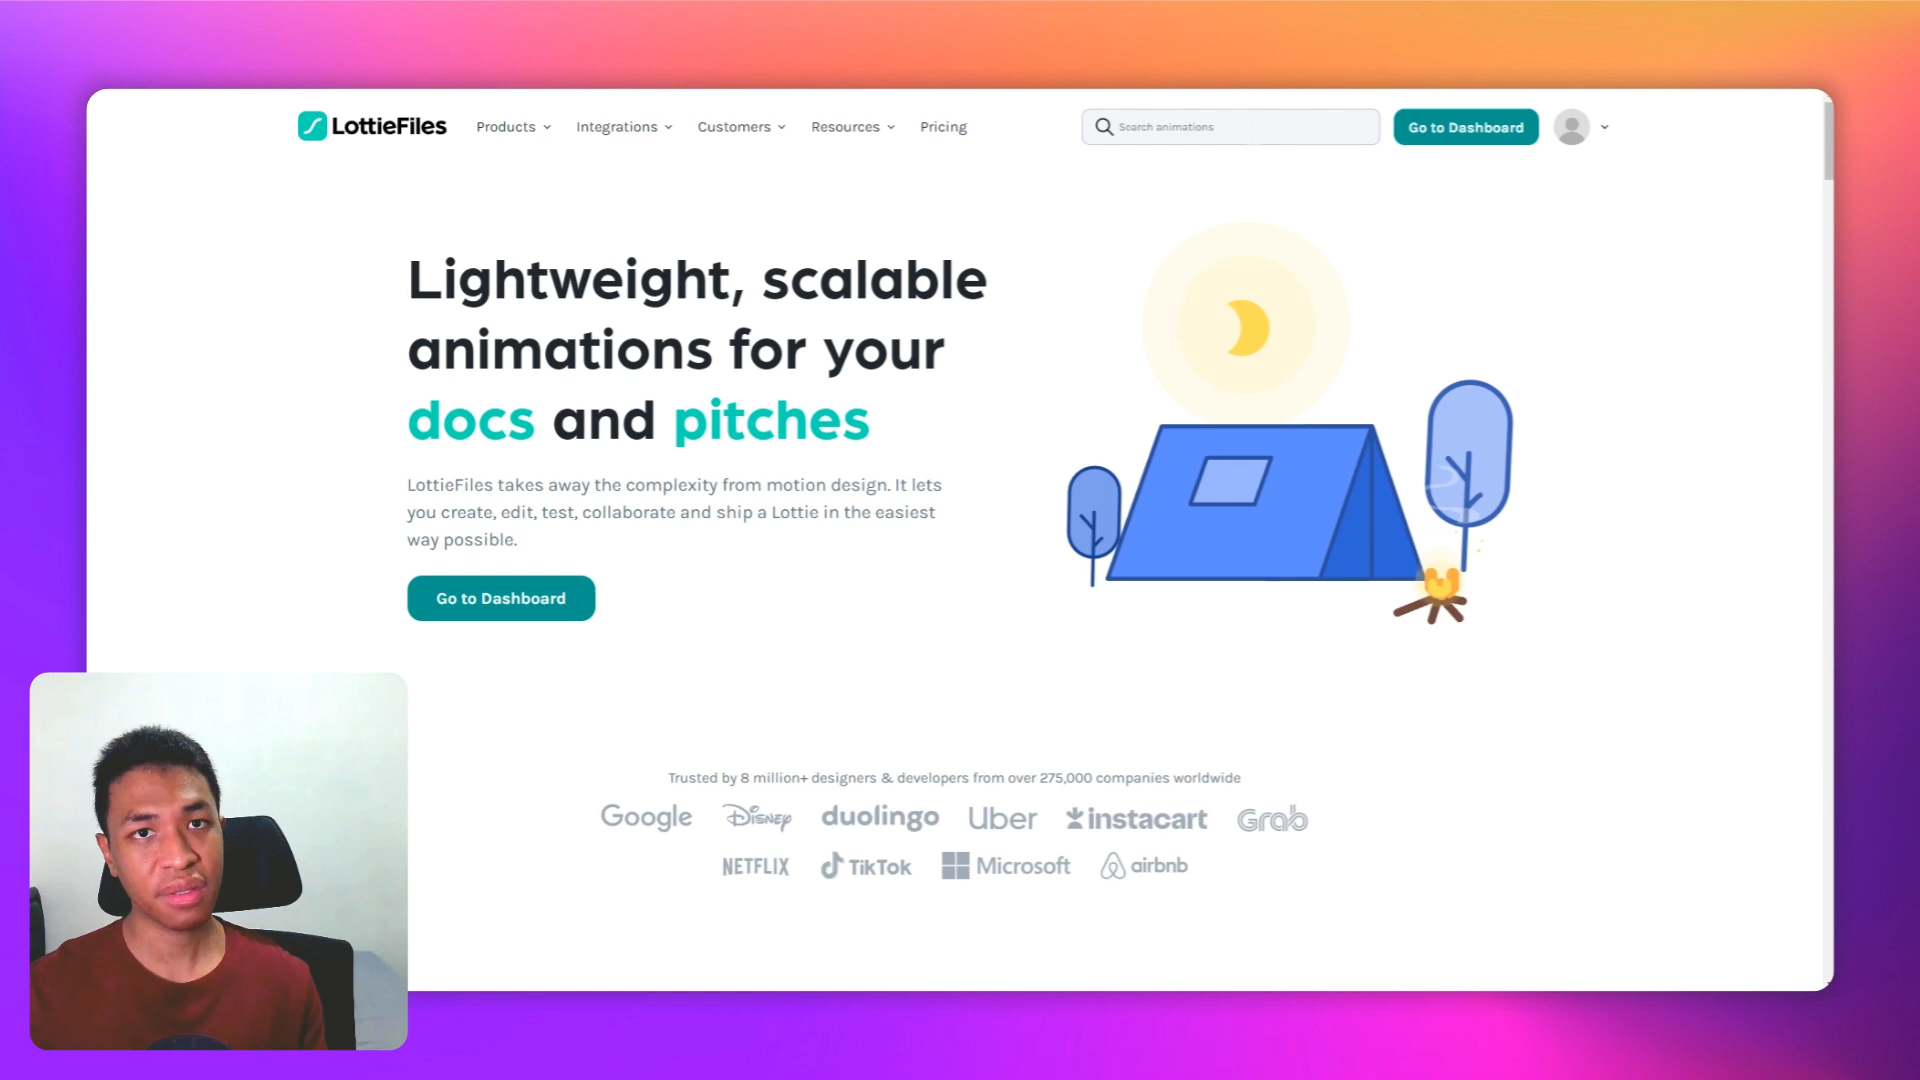 LottieFiles Products Integrations Customers Resources Pricing Search animations Go to Dashboard
Lightweight, scalable
animations for your
docs and pitches
LottieFiles takes away the complexity from motion design. It lets
you create, edit, test, collaborate and ship a Lottie in the easiest
way possible.
Go to Dashboard
Trusted by 8 million+ designers & developers from over 275,000 companies worldwide
Google Disney duolingo Uber instacart Grab
NETFLIX TikTok Microsoft airbnb